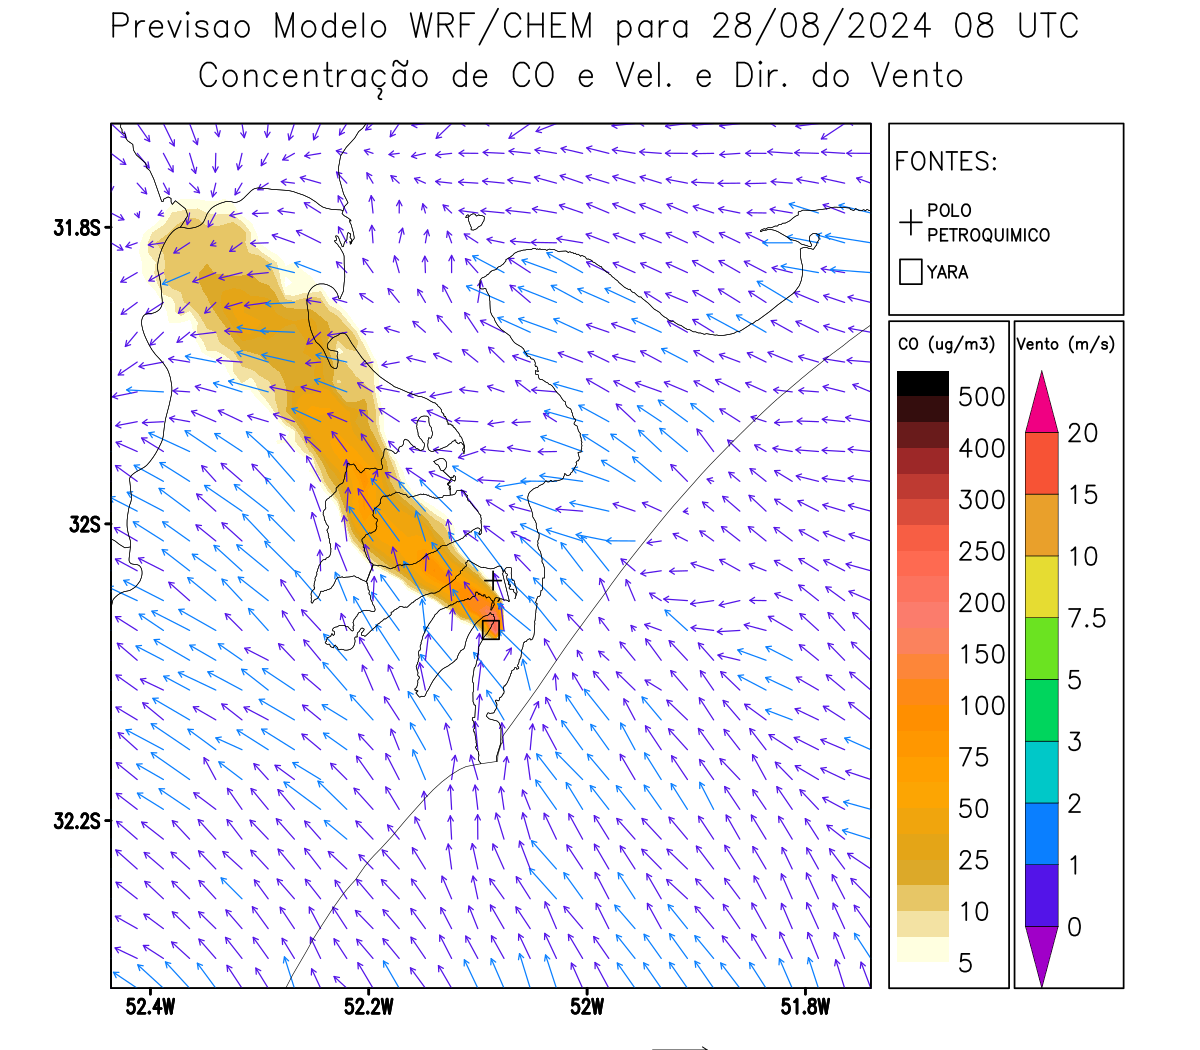 Previsao Modelo WRF/CHEM para 28/08/2024 08 UTC
Concentração de CO e Vel. e Dir. do Vento
FONTES:
POLO
PETROQUIMICO
YARA
CO (ug/m3)
500
400
300
250
200
150
100
75
50
25
10
5
Vento (m/s)
20
15
10
7.5
5
3
2
1
0
31.8S
32S
32.2S
52.4W
52.2W
52W
51.8W